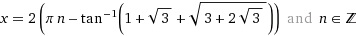 x = 2 (π n − tan⁻¹(1 + √3 + √(3 + 2 √3))) and n ∈ ℤ